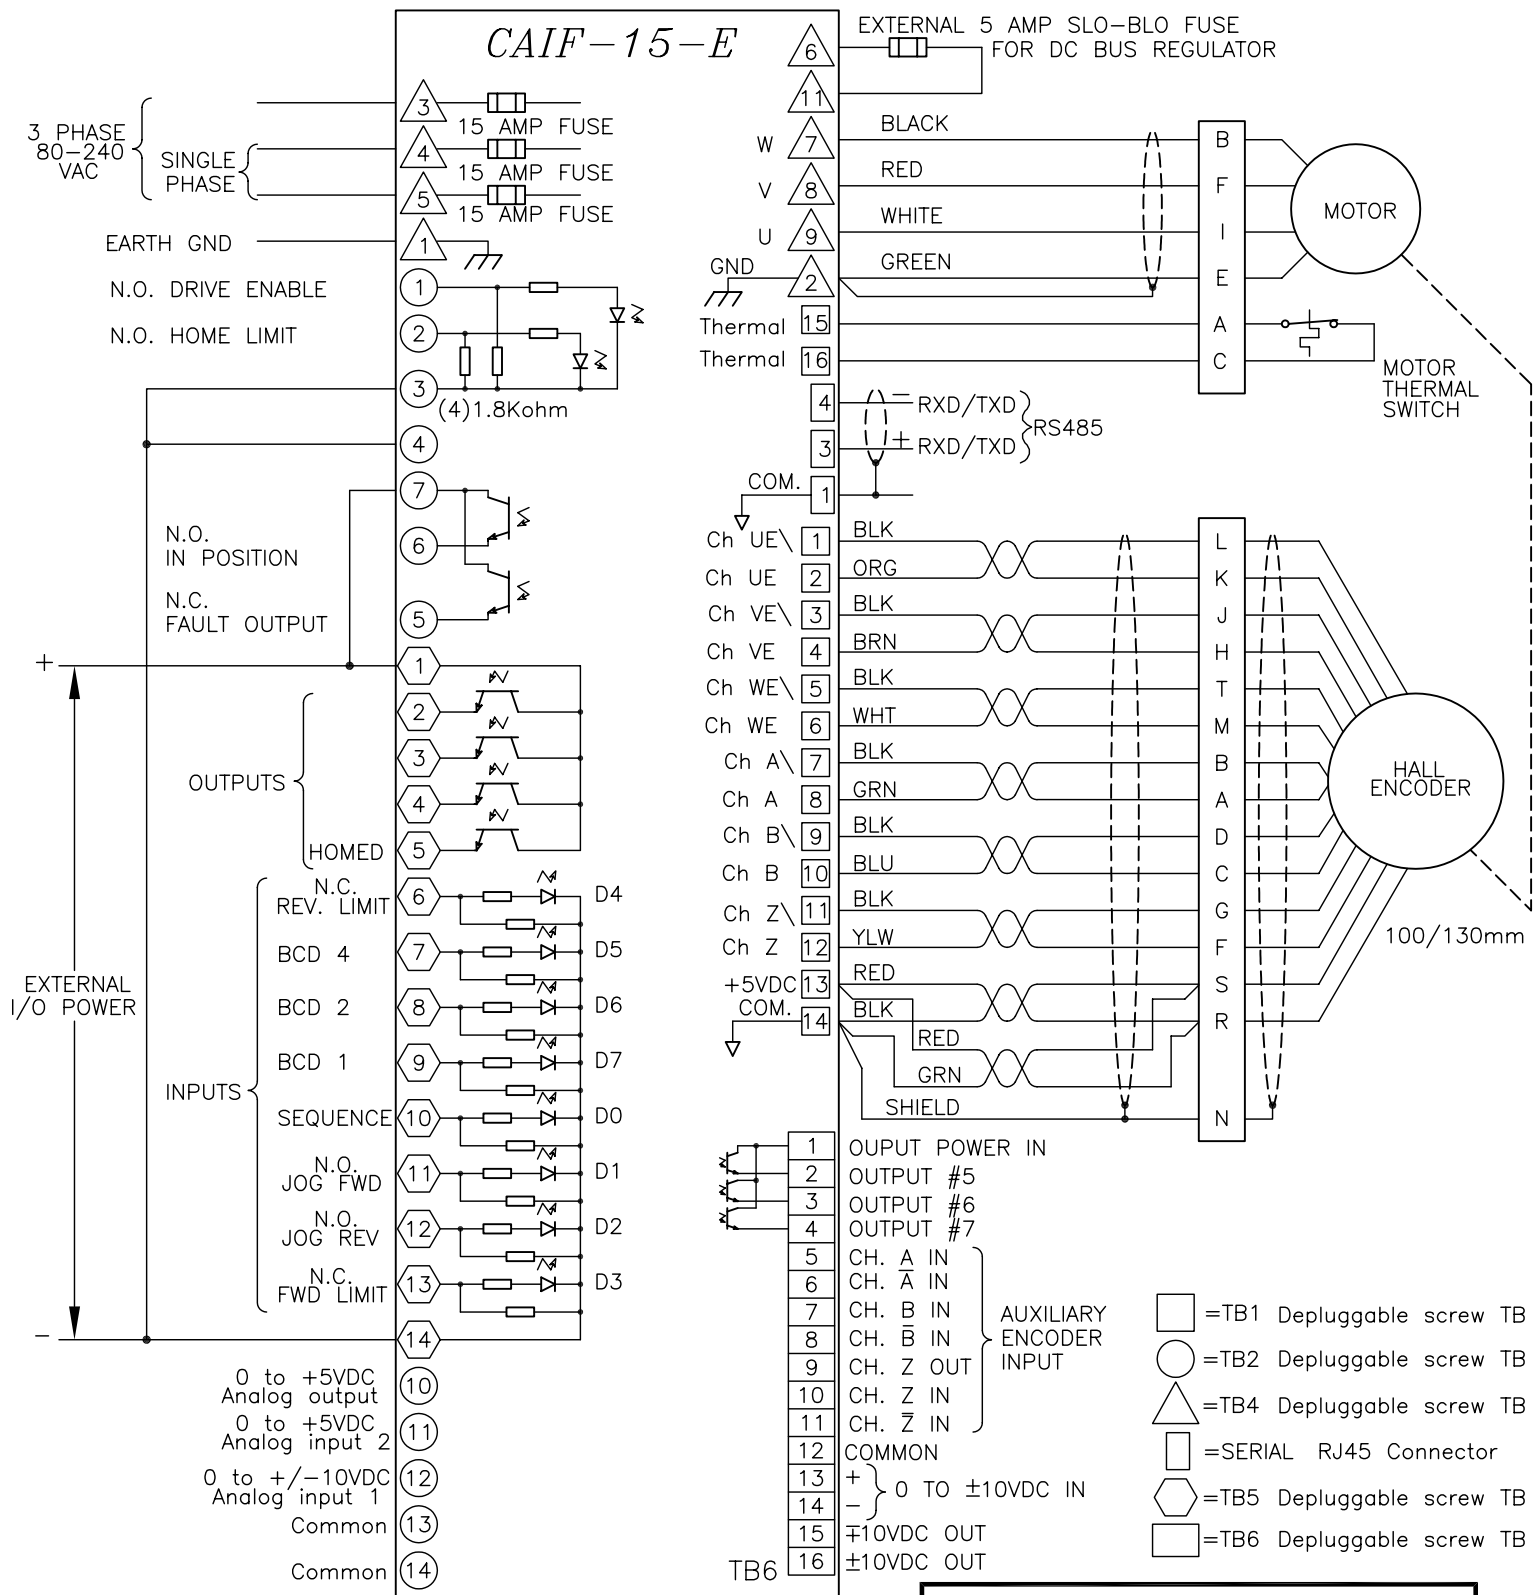 CAIF-15-E
3 PHASE
80-240
VAC
SINGLE
PHASE
3
15 AMP FUSE
4
15 AMP FUSE
5
15 AMP FUSE
EARTH GND
1
N.O. DRIVE ENABLE
1
N.O. HOME LIMIT
2
3
(4)1.8Kohm
4
7
N.O.
IN POSITION
6
N.C.
FAULT OUTPUT
5
+
1
2
3
OUTPUTS
4
HOMED
5
N.C.
REV. LIMIT
6
D4
BCD 4
7
D5
EXTERNAL
I/O POWER
BCD 2
8
D6
BCD 1
9
D7
INPUTS
SEQUENCE
10
D0
N.O.
JOG FWD
11
D1
N.O.
JOG REV
12
D2
N.C.
FWD LIMIT
13
D3
-
14
0 to +5VDC
Analog output
10
0 to +5VDC
Analog input 2
11
0 to +/-10VDC
Analog input 1
12
Common
13
Common
14
6
EXTERNAL 5 AMP SLO-BLO FUSE
FOR DC BUS REGULATOR
11
W
7
BLACK
B
V
8
RED
F
U
9
WHITE
I
GND
2
GREEN
E
MOTOR
Thermal
15
A
Thermal
16
C
MOTOR
THERMAL
SWITCH
4
- RXD/TXD
3
+ RXD/TXD
RS485
COM.
1
Ch UE\
1
BLK
L
Ch UE
2
ORG
K
Ch VE\
3
BLK
J
Ch VE
4
BRN
H
Ch WE\
5
BLK
T
Ch WE
6
WHT
M
Ch A\
7
BLK
B
Ch A
8
GRN
A
HALL
ENCODER
Ch B\
9
BLK
D
Ch B
10
BLU
C
Ch Z\
11
BLK
G
Ch Z
12
YLW
F
100/130mm
+5VDC
13
RED
S
COM.
14
BLK
R
RED
GRN
SHIELD
N
1
OUPUT POWER IN
2
OUTPUT #5
3
OUTPUT #6
4
OUTPUT #7
5
CH. A IN
6
CH. A̅ IN
7
CH. B IN
8
CH. B̅ IN
9
CH. Z OUT
10
CH. Z IN
11
CH. Z̅ IN
AUXILIARY
ENCODER
INPUT
12
COMMON
13
+
14
-
0 TO ±10VDC IN
15
∓10VDC OUT
16
±10VDC OUT
TB6
=TB1 Depluggable screw TB
=TB2 Depluggable screw TB
=TB4 Depluggable screw TB
=SERIAL RJ45 Connector
=TB5 Depluggable screw TB
=TB6 Depluggable screw TB